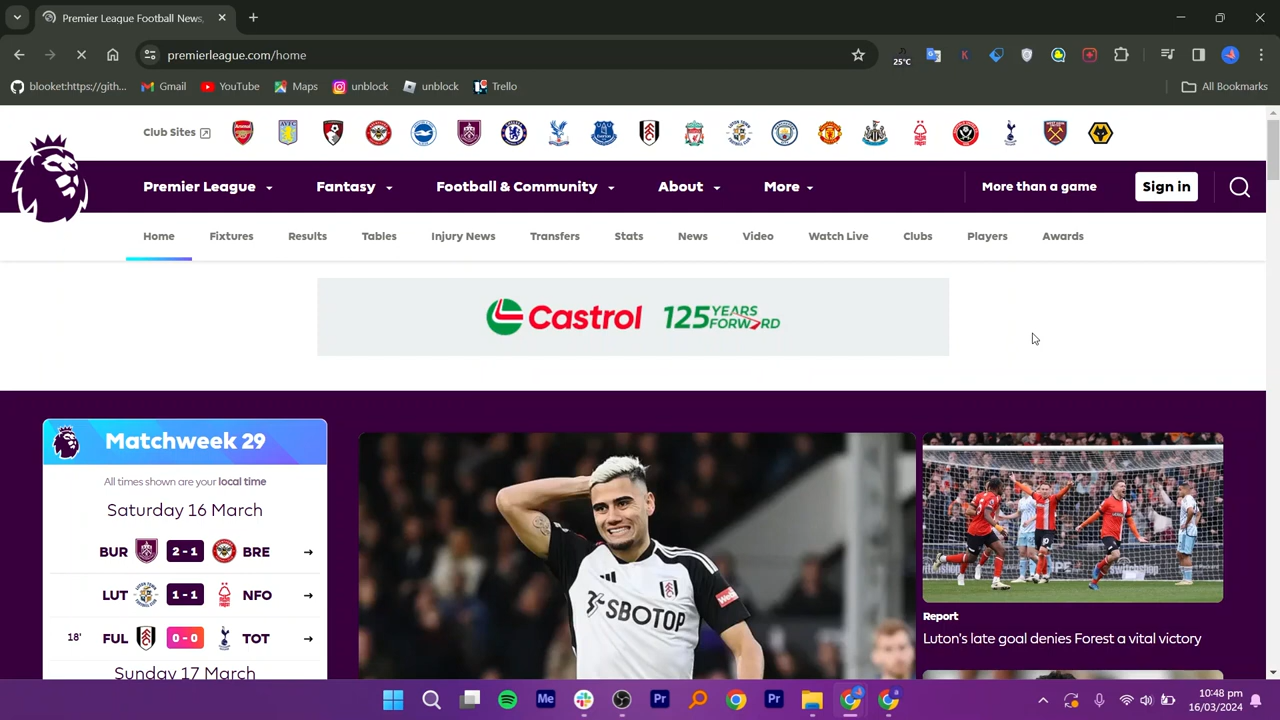 Premier League Football News,
premierleague.com/home
25°C
blooket:https://gith...
Gmail
YouTube
Maps
unblock
unblock
Trello
All Bookmarks
Club Sites
Premier League
Fantasy
Football & Community
About
More
More than a game
Sign in
Home
Fixtures
Results
Tables
Injury News
Transfers
Stats
News
Video
Watch Live
Clubs
Players
Awards
Castrol
125 YEARS FORWARD
Matchweek 29
All times shown are your local time
Saturday 16 March
BUR 2 - 1 BRE
LUT 1 - 1 NFO
18' FUL 0 - 0 TOT
Sunday 17 March
SBOTOP
Report
Luton's late goal denies Forest a vital victory
Me
Pr
Pr
10:48 pm
16/03/2024